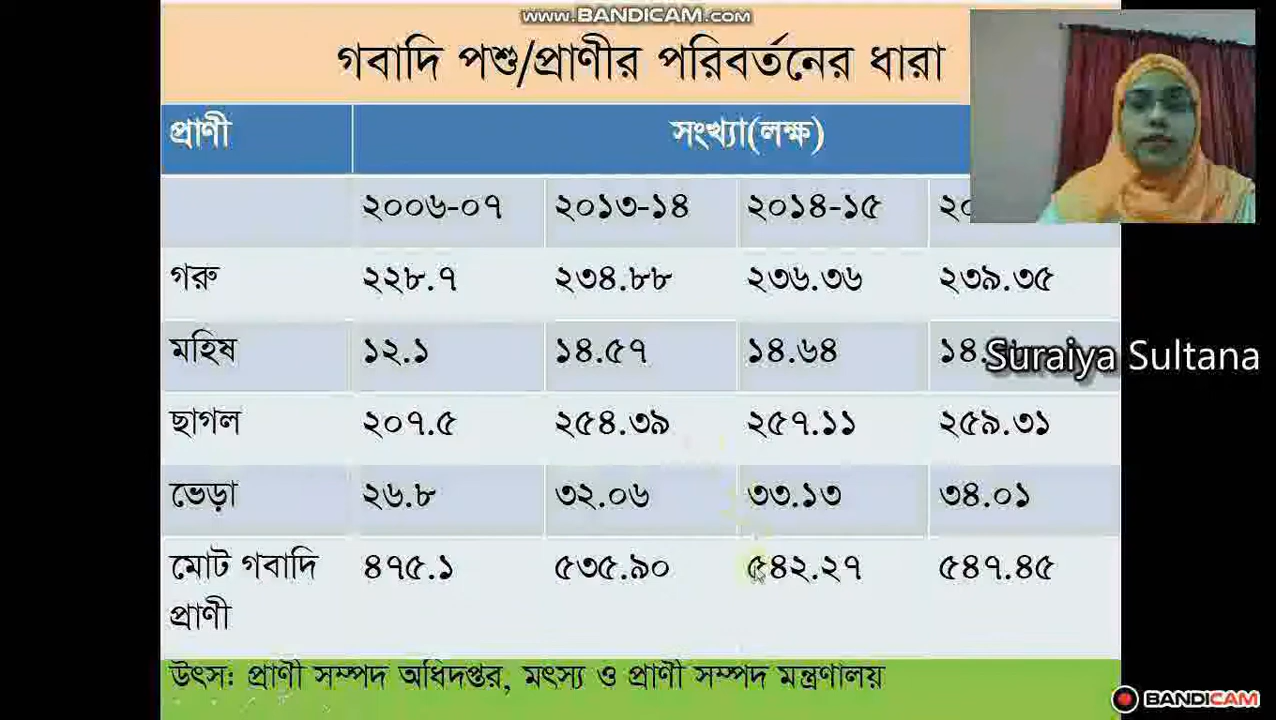 www.BANDICAM.com
গবাদি পশু/প্রাণীর পরিবর্তনের ধারা
প্রাণী সংখ্যা(লক্ষ)
২০০৬-০৭ ২০১৩-১৪ ২০১৪-১৫
গরু ২২৮.৭ ২৩৪.৮৮ ২৩৬.৩৬ ২৩৯.৩৫
মহিষ ১২.১ ১৪.৫৭ ১৪.৬৪
Suraiya Sultana
ছাগল ২০৭.৫ ২৫৪.৩৯ ২৫৭.১১ ২৫৯.৩১
ভেড়া ২৬.৮ ৩২.০৬ ৩৩.১৩ ৩৪.০১
মোট গবাদি ৪৭৫.১ ৫৩৫.৯০ ৫৪২.২৭ ৫৪৭.৪৫
প্রাণী
উৎস: প্রাণী সম্পদ অধিদপ্তর, মৎস্য ও প্রাণী সম্পদ মন্ত্রণালয়
BANDICAM